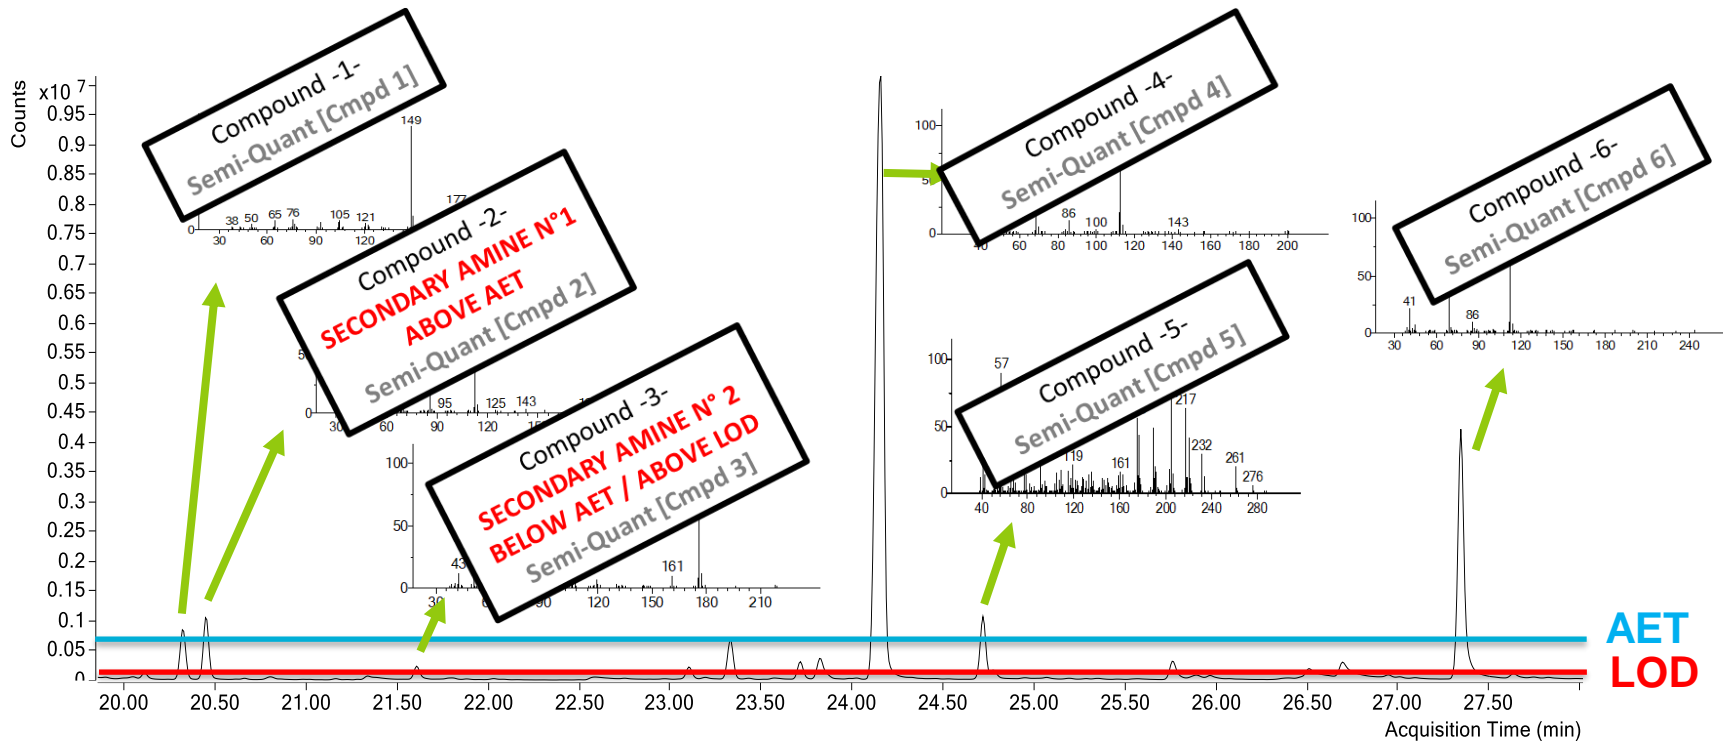 Counts
x10 7
0.95
0.9
0.85
0.8
0.75
0.7
0.65
0.6
0.55
0.5
0.45
0.4
0.35
0.3
0.25
0.2
0.15
0.1
0.05
0
Compound -1-
Semi-Quant [Cmpd 1]
149
177
38 50 65 76 105 121
0
30 60 90 120
Compound -2-
SECONDARY AMINE N°1
ABOVE AET
Semi-Quant [Cmpd 2]
5
0
95 125 143
30 60 90 120
Compound -3-
SECONDARY AMINE N° 2
BELOW AET / ABOVE LOD
Semi-Quant [Cmpd 3]
100
50
0
43 161
30 90 120 150 180 210
Compound -4-
Semi-Quant [Cmpd 4]
100
5
0
86 100 143
40 60 80 100 120 140 160 180 200
Compound -5-
Semi-Quant [Cmpd 5]
100
50
0
57 19 161 217 232 261 276
40 80 120 160 200 240 280
Compound -6-
Semi-Quant [Cmpd 6]
100
50
0
41 86
30 60 90 120 150 180 210 240
AET
LOD
20.00 20.50 21.00 21.50 22.00 22.50 23.00 23.50 24.00 24.50 25.00 25.50 26.00 26.50 27.00 27.50
Acquisition Time (min)